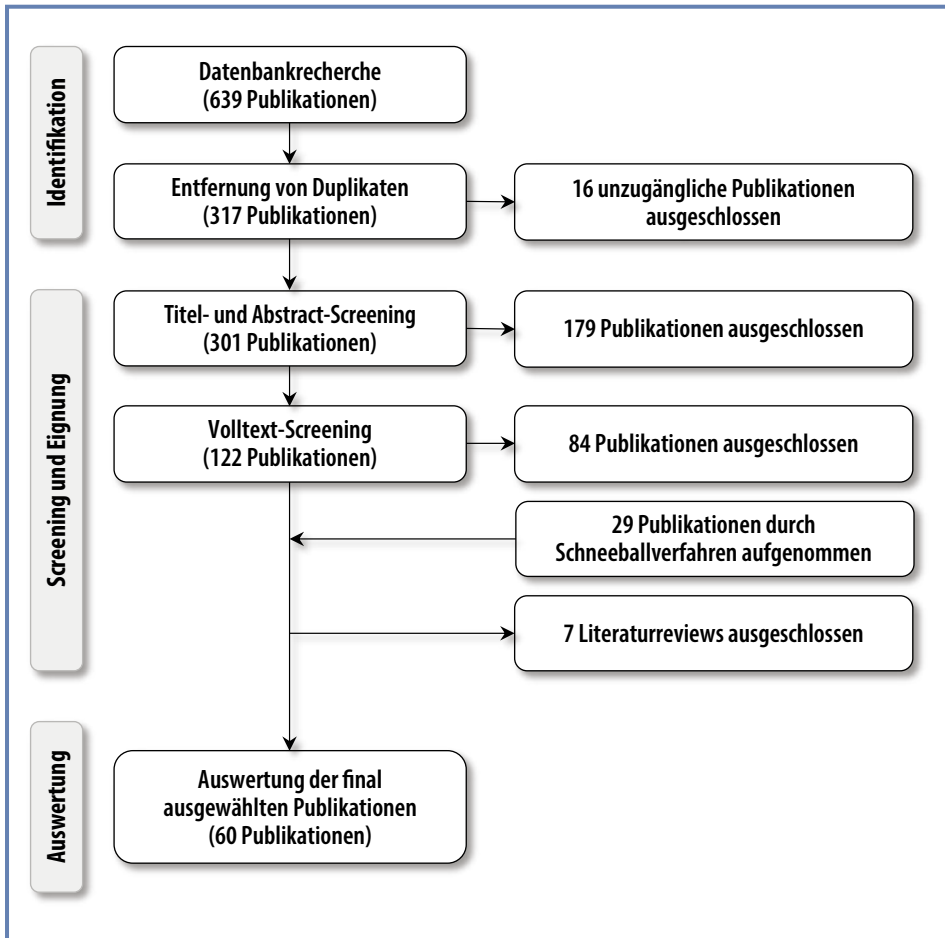 Identifikation
Datenbankrecherche
(639 Publikationen)
Entfernung von Duplikaten
(317 Publikationen)
16 unzugängliche Publikationen
ausgeschlossen
Screening und Eignung
Titel- und Abstract-Screening
(301 Publikationen)
179 Publikationen ausgeschlossen
Volltext-Screening
(122 Publikationen)
84 Publikationen ausgeschlossen
29 Publikationen durch
Schneeballverfahren aufgenommen
7 Literaturreviews ausgeschlossen
Auswertung
Auswertung der final
ausgewählten Publikationen
(60 Publikationen)